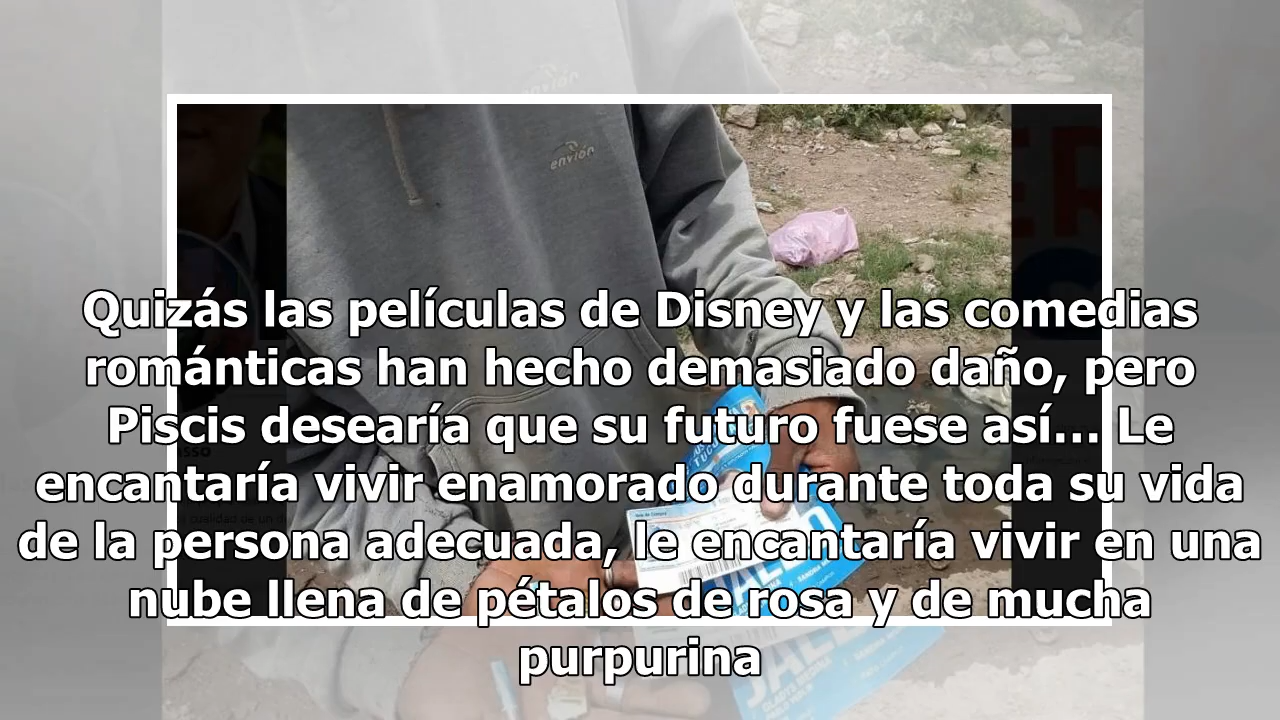 envión
Quizás las películas de Disney y las comedias
románticas han hecho demasiado daño, pero
Piscis desearía que su futuro fuese así... Le
encantaría vivir enamorado durante toda su vida
de la persona adecuada, le encantaría vivir en una
nube llena de pétalos de rosa y de mucha
purpurina